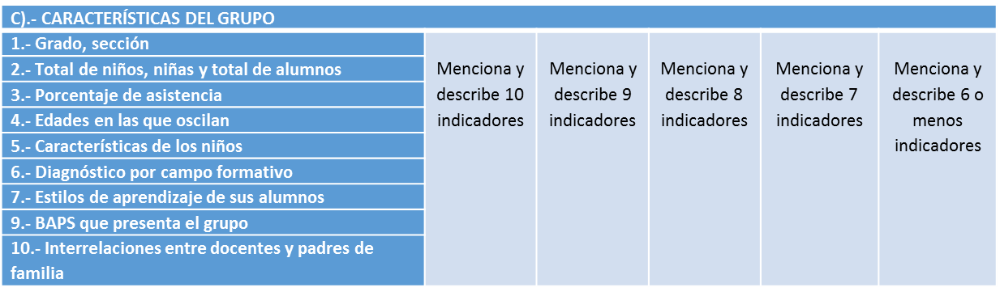 C).- CARACTERÍSTICAS DEL GRUPO
1.- Grado, sección
2.- Total de niños, niñas y total de alumnos
3.- Porcentaje de asistencia
4.- Edades en las que oscilan
5.- Características de los niños
6.- Diagnóstico por campo formativo
7.- Estilos de aprendizaje de sus alumnos
9.- BAPS que presenta el grupo
10.- Interrelaciones entre docentes y padres de
familia
Menciona y
describe 10
indicadores
Menciona y
describe 9
indicadores
Menciona y
describe 8
indicadores
Menciona y
describe 7
indicadores
Menciona y
describe 6 o
menos
indicadores